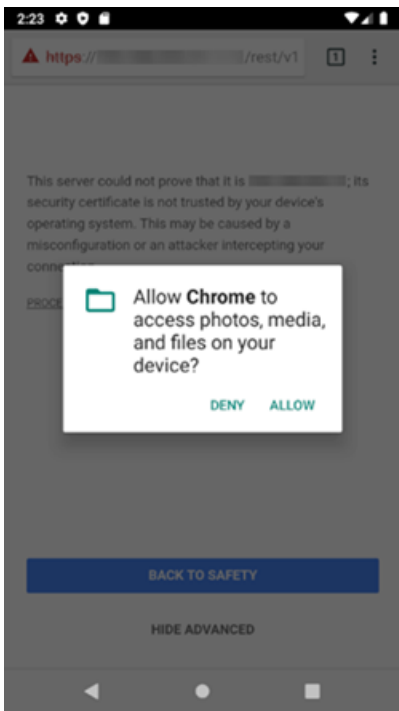 2:23
https:// /rest/v1
1
This server could not prove that it is ; its
security certificate is not trusted by your device's
operating system. This may be caused by a
misconfiguration or an attacker intercepting your
Allow Chrome to
access photos, media,
and files on your
device?
DENY ALLOW
BACK TO SAFETY
HIDE ADVANCED